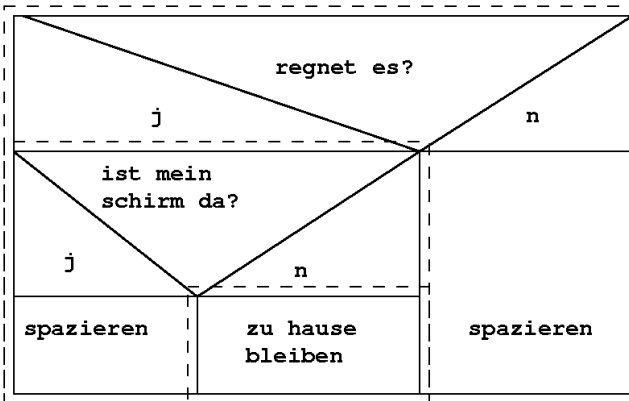 regnet es?
j
n
ist mein
schirm da?
j
n
spazieren
zu hause
bleiben
spazieren